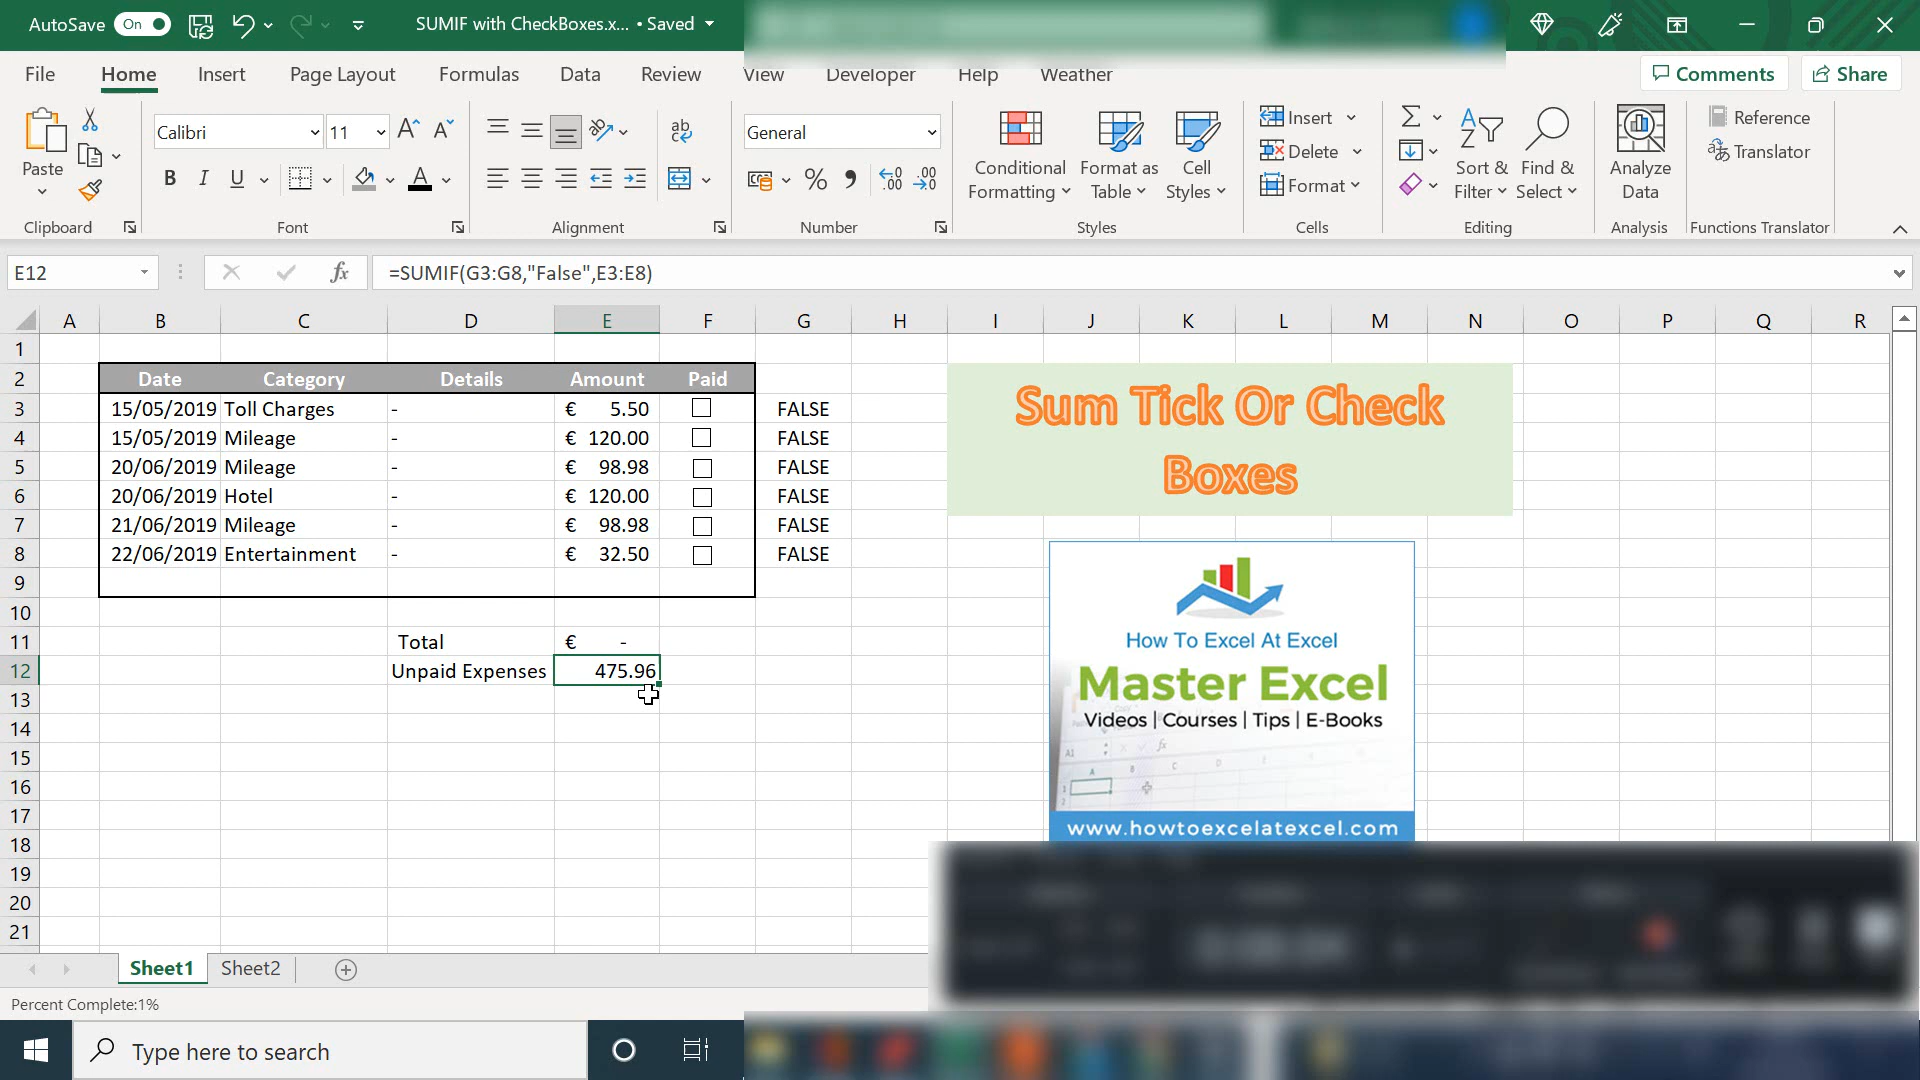 AutoSave On SUMIF with CheckBoxes.x... • Saved
File Home Insert Page Layout Formulas Data Review View Developer Help Weather Comments Share
Calibri 11 General
Paste Conditional Formatting Format as Table Cell Styles Insert Delete Format Sort & Filter Find & Select Analyze Data Reference Translator
Clipboard Font Alignment Number Styles Cells Editing Analysis Functions Translator
E12 fx =SUMIF(G3:G8,"False",E3:E8)
A B C D E F G H I J K L M N O P Q R
1
2 Date Category Details Amount Paid
3 15/05/2019 Toll Charges - € 5.50 FALSE
4 15/05/2019 Mileage - € 120.00 FALSE
5 20/06/2019 Mileage - € 98.98 FALSE
6 20/06/2019 Hotel - € 120.00 FALSE
7 21/06/2019 Mileage - € 98.98 FALSE
8 22/06/2019 Entertainment - € 32.50 FALSE
9
10
11 Total € -
12 Unpaid Expenses 475.96
13
14
15
16
17
18
19
20
21
Sum Tick Or Check
Boxes
How To Excel At Excel
Master Excel
Videos | Courses | Tips | E-Books
www.howtoexcelatexcel.com
Sheet1 Sheet2
Percent Complete:1%
Type here to search